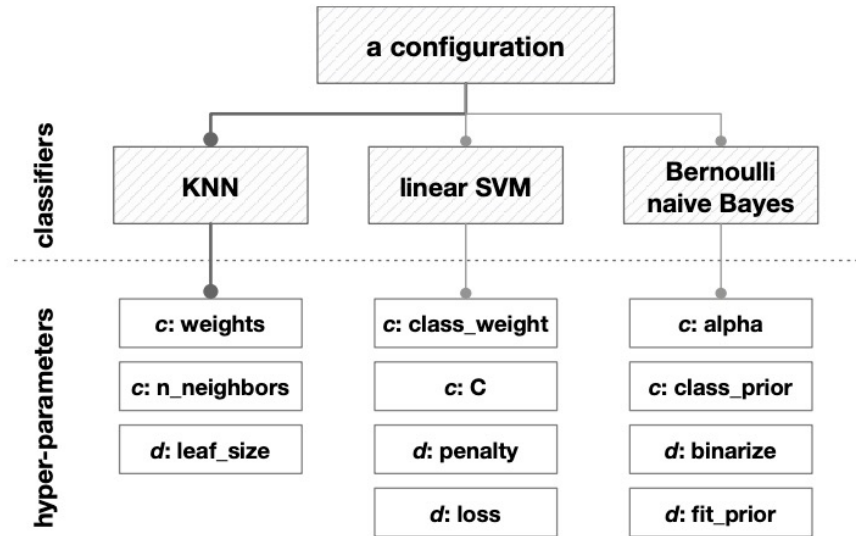 a configuration
classifiers
KNN
linear SVM
Bernoulli
naive Bayes
hyper-parameters
c: weights
c: n_neighbors
d: leaf_size
c: class_weight
c: C
d: penalty
d: loss
c: alpha
c: class_prior
d: binarize
d: fit_prior